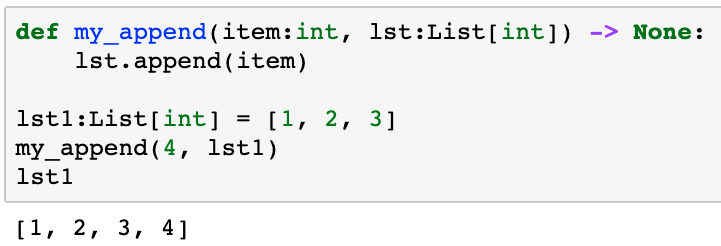 def my_append(item:int, lst:List[int]) -> None:
    lst.append(item)
lst1:List[int] = [1, 2, 3]
my_append(4, lst1)
lst1
[1, 2, 3, 4]